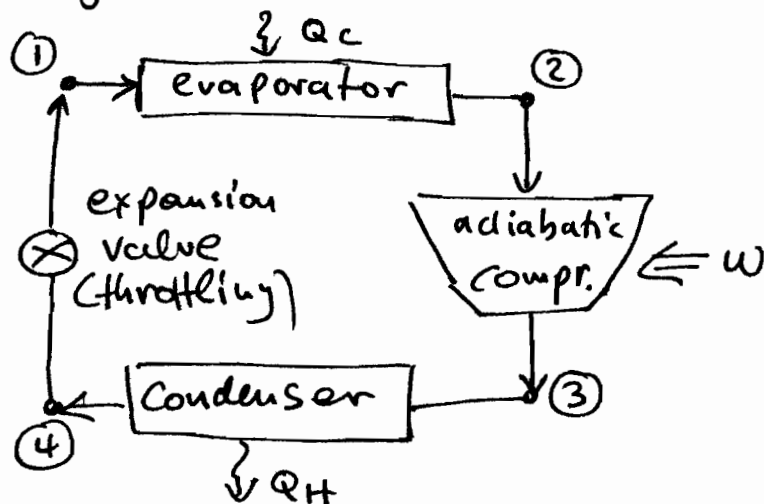 Qc
① evaporator ②
expansion
valve
(throttling)
adiabatic
compr.
W
Condenser ③
④
QH